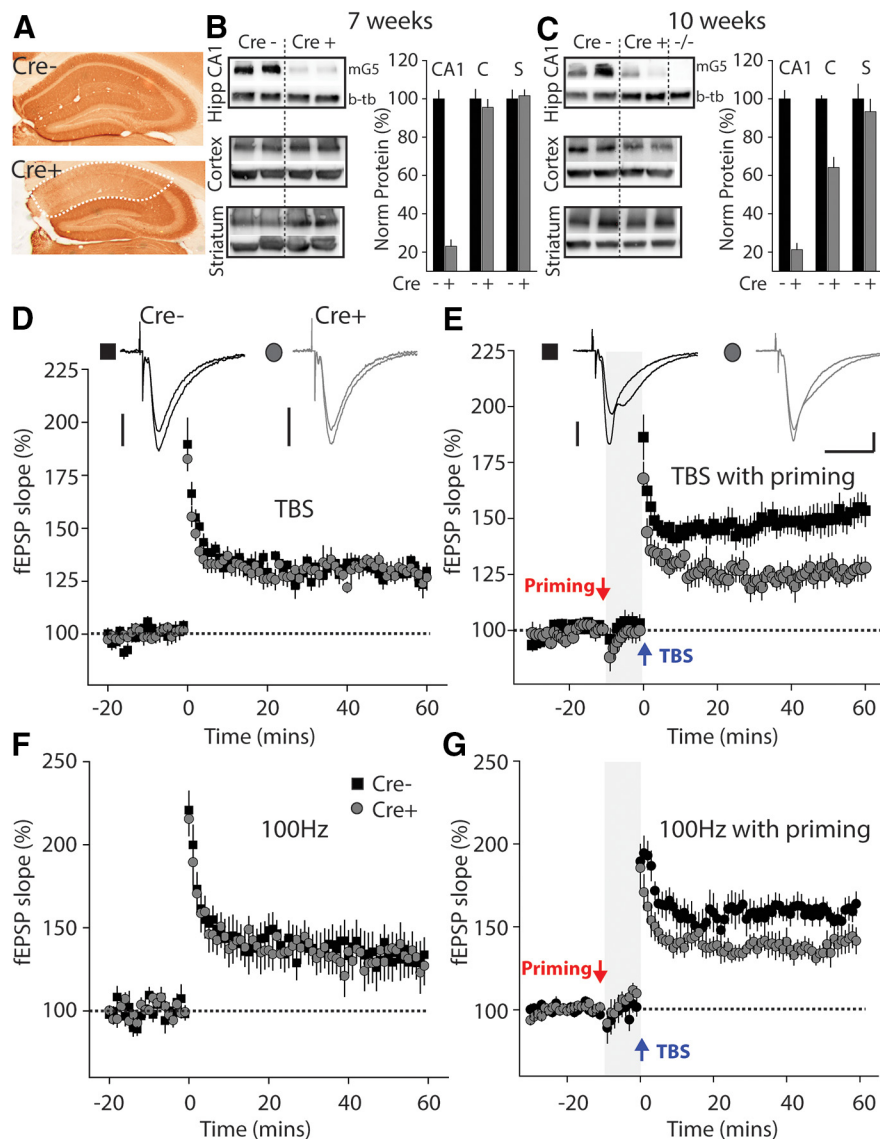 A
Cre-
Cre+
B
7 weeks
Cre - Cre +
Hipp CA1
mG5
b-tb
Cortex
Striatum
Norm Protein (%)
120
100
80
60
40
20
CA1 C S
Cre - + - + - +
C
10 weeks
Cre - Cre + -/-
Hipp CA1
mG5
b-tb
Cortex
Striatum
Norm Protein (%)
120
100
80
60
40
20
CA1 C S
- + - + - +
D
Cre- Cre+
fEPSP slope (%)
225
200
175
150
125
100
TBS
-20 0 20 40 60
Time (mins)
E
fEPSP slope (%)
225
200
175
150
125
100
TBS with priming
Priming
TBS
-20 0 20 40 60
Time (mins)
F
fEPSP slope (%)
250
200
150
100
Cre-
Cre+
100Hz
-20 0 20 40 60
Time (mins)
G
fEPSP slope (%)
250
200
150
100
100Hz with priming
Priming
TBS
-20 0 20 40 60
Time (mins)